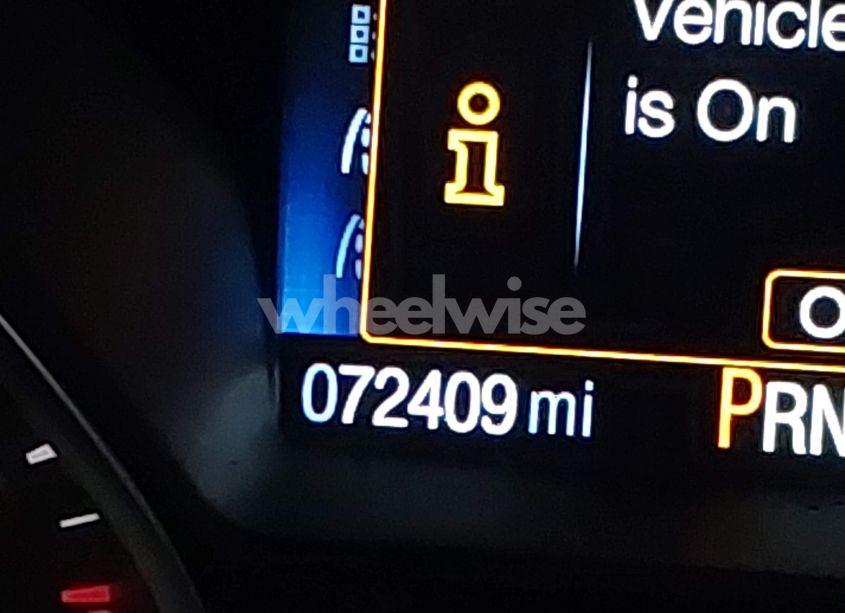 Vehicle
is On
wheelwise
O
072409 mi
PRN